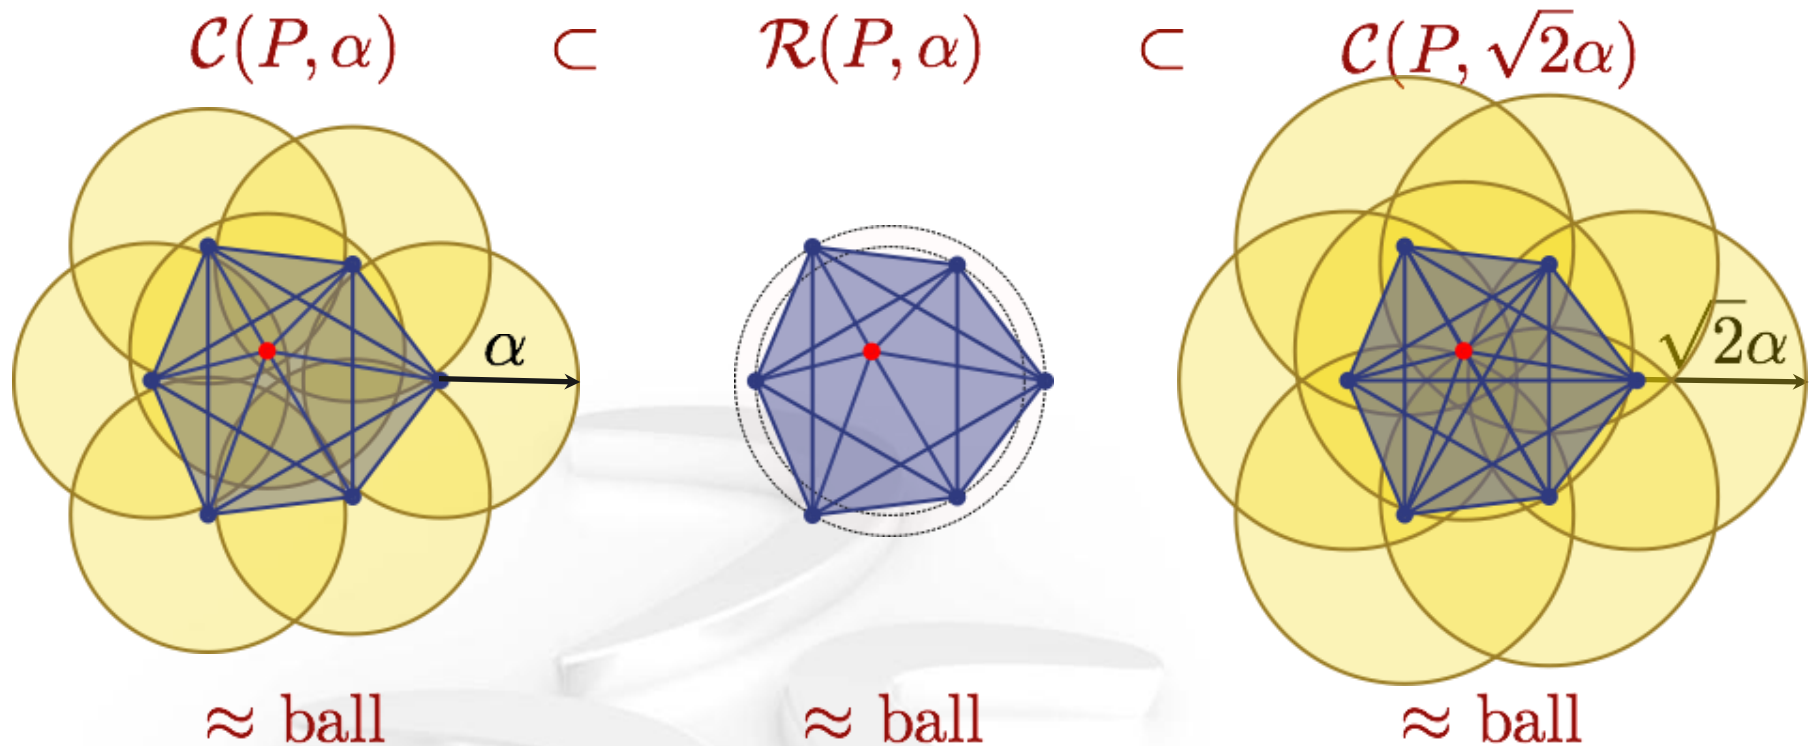 𝒞(P, α) ⊂ ℛ(P, α) ⊂ 𝒞(P, √2α)
α
√2α
≈ ball ≈ ball ≈ ball